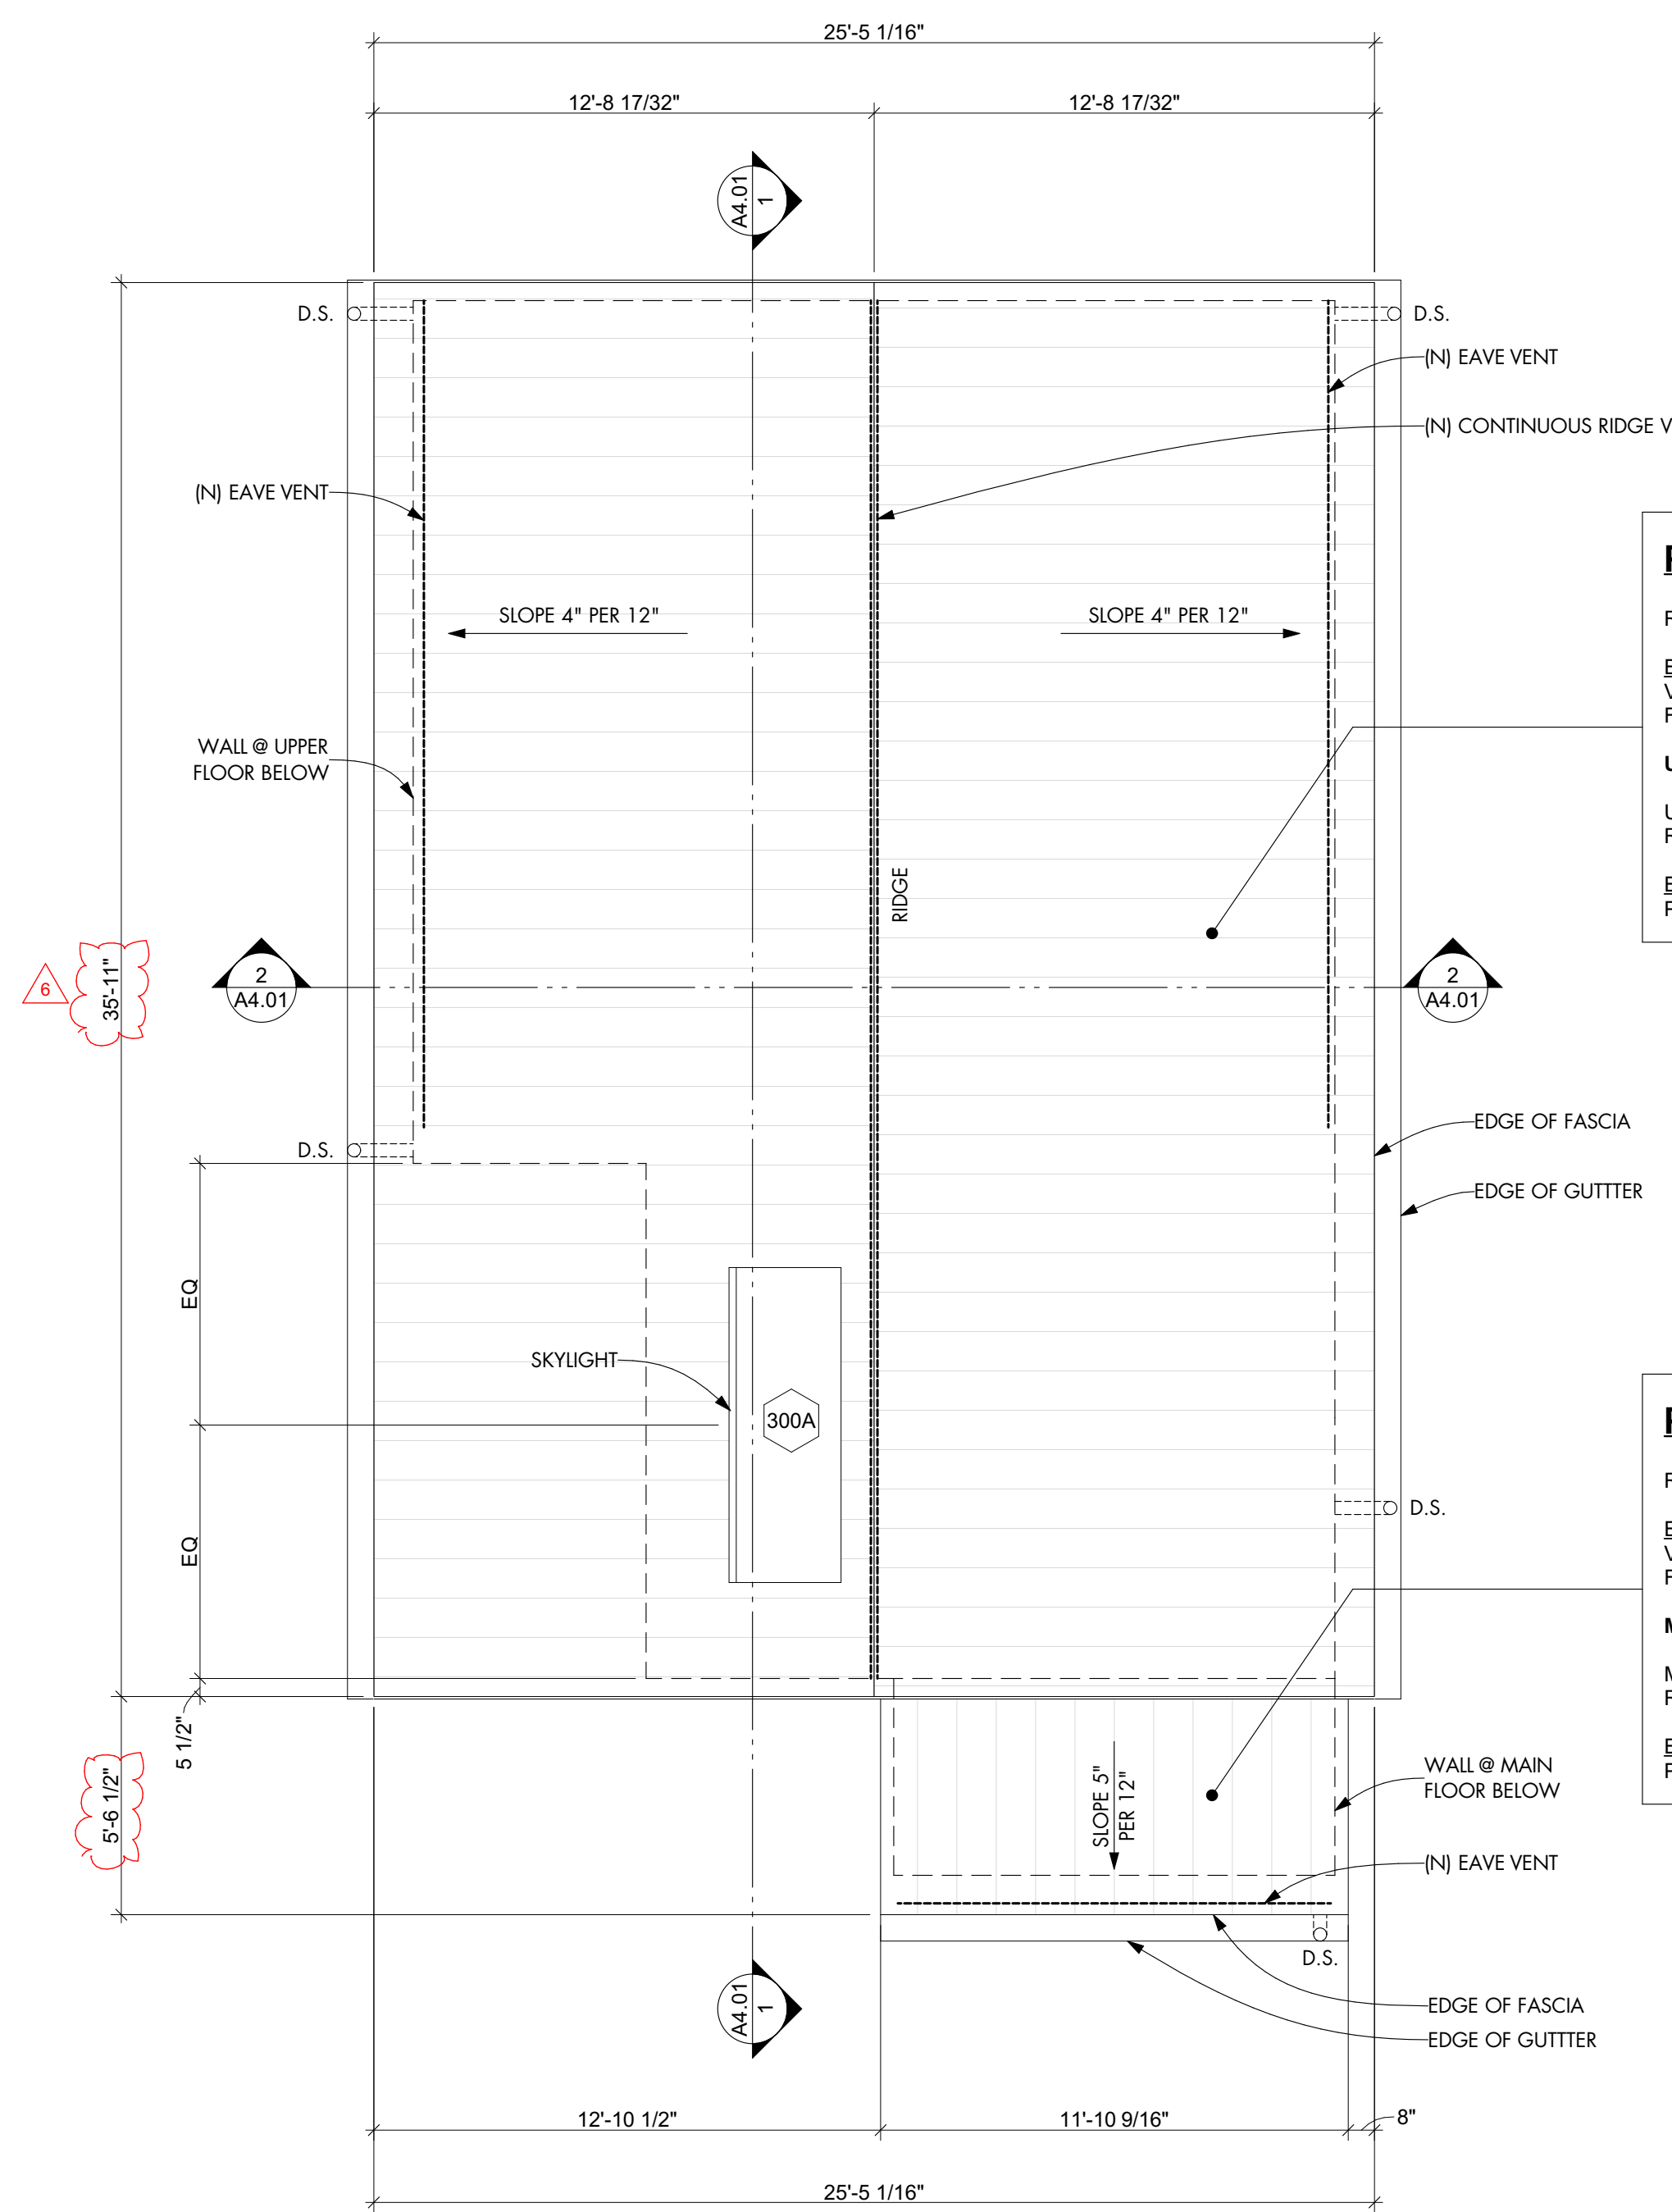 25'-5 1/16"
12'-8 17/32"
12'-8 17/32"
A4.01
1
D.S.
D.S.
(N) EAVE VENT
(N) CONTINUOUS RIDGE V
(N) EAVE VENT
SLOPE 4" PER 12"
SLOPE 4" PER 12"
WALL @ UPPER
FLOOR BELOW
RIDGE
6
35'-11"
2
A4.01
2
A4.01
D.S.
EDGE OF FASCIA
EDGE OF GUTTTER
EQ
SKYLIGHT
300A
EQ
D.S.
5 1/2"
5'-6 1/2"
SLOPE 5"
PER 12"
WALL @ MAIN
FLOOR BELOW
(N) EAVE VENT
D.S.
A4.01
1
EDGE OF FASCIA
EDGE OF GUTTTER
12'-10 1/2"
11'-10 9/16"
8"
25'-5 1/16"